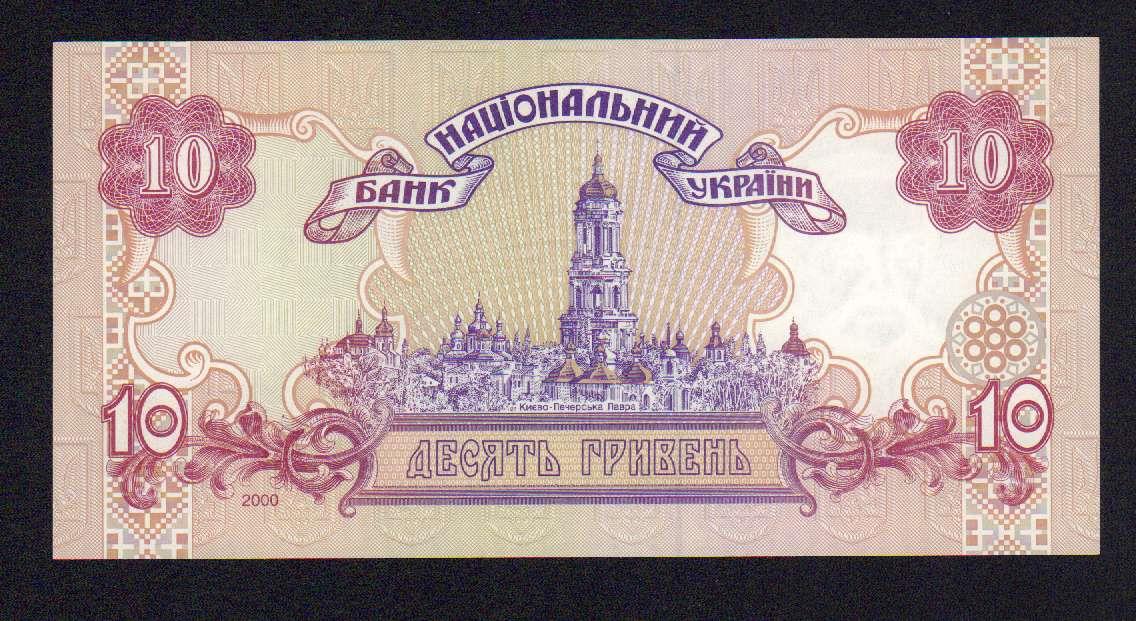 НАЦІОНАЛЬНИЙ
БАНК УКРАЇНИ
10 10
Києво-Печерська Лавра
10 10
ДЕСЯТЬ ГРИВЕНЬ
2000